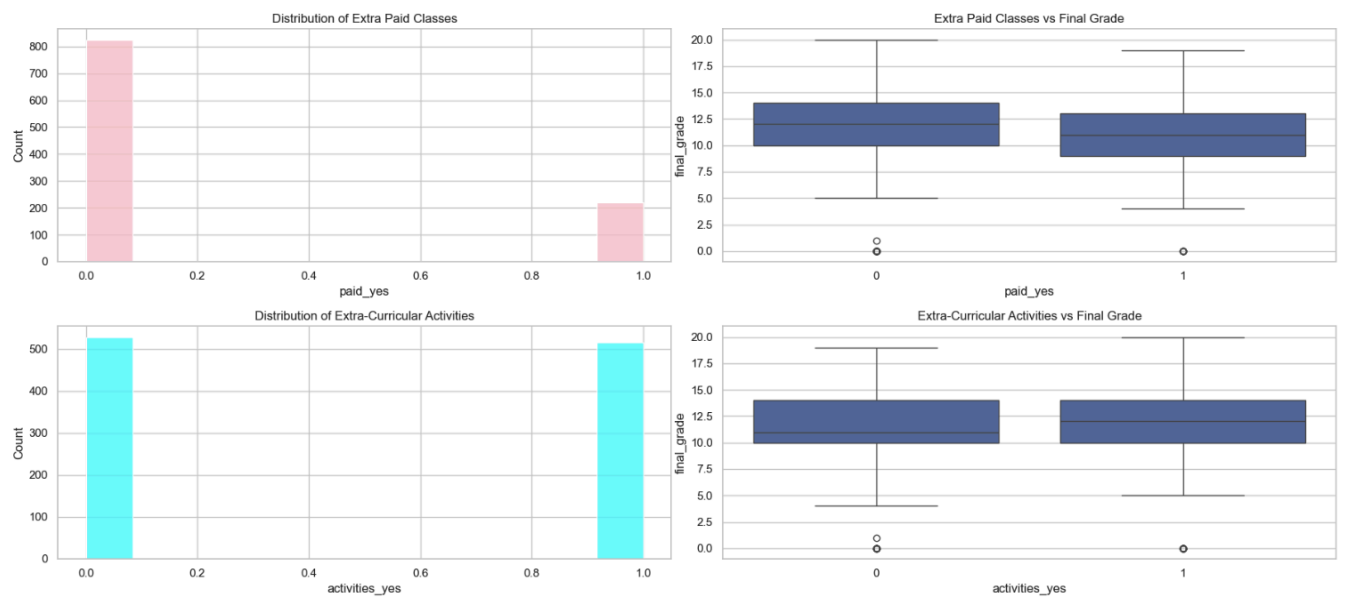 Distribution of Extra Paid Classes
800
700
600
500
400
300
200
100
0
Count
0.0 0.2 0.4 0.6 0.8 1.0
paid_yes
Extra Paid Classes vs Final Grade
20.0
17.5
15.0
12.5
10.0
7.5
5.0
2.5
0.0
final_grade
0 1
paid_yes
Distribution of Extra-Curricular Activities
500
400
300
200
100
0
Count
0.0 0.2 0.4 0.6 0.8 1.0
activities_yes
Extra-Curricular Activities vs Final Grade
20.0
17.5
15.0
12.5
10.0
7.5
5.0
2.5
0.0
final_grade
0 1
activities_yes